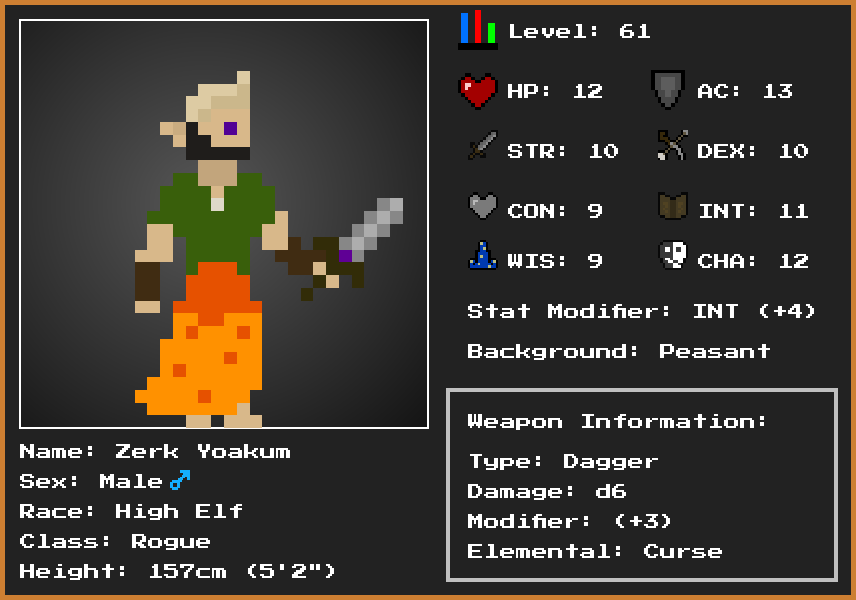 Level: 61
HP: 12 AC: 13
STR: 10 DEX: 10
CON: 9 INT: 11
WIS: 9 CHA: 12
Stat Modifier: INT (+4)
Background: Peasant
Weapon Information:
Type: Dagger
Damage: d6
Modifier: (+3)
Elemental: Curse
Name: Zerk Yoakum
Sex: Male ♂
Race: High Elf
Class: Rogue
Height: 157cm (5'2")